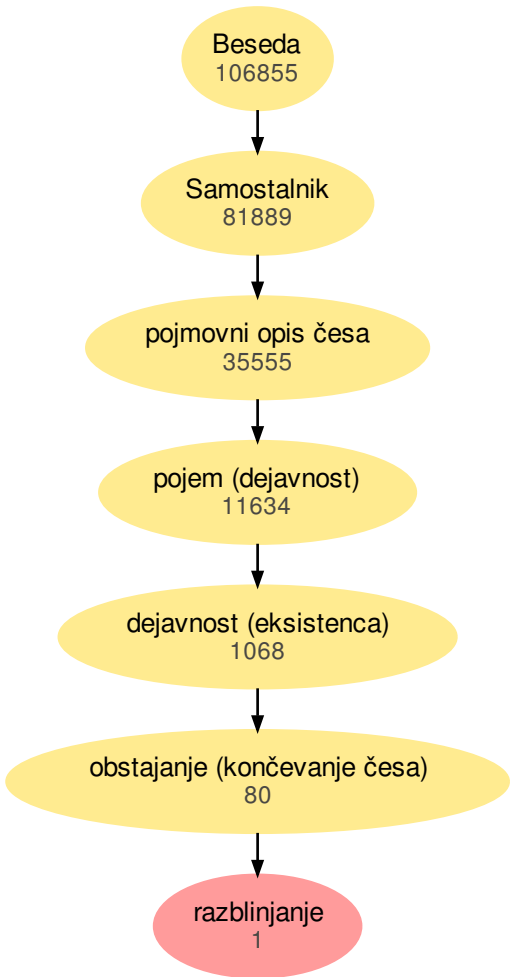 Beseda
106855
Samostalnik
81889
pojmovni opis česa
35555
pojem (dejavnost)
11634
dejavnost (eksistenca)
1068
obstajanje (končevanje česa)
80
razblinjanje
1